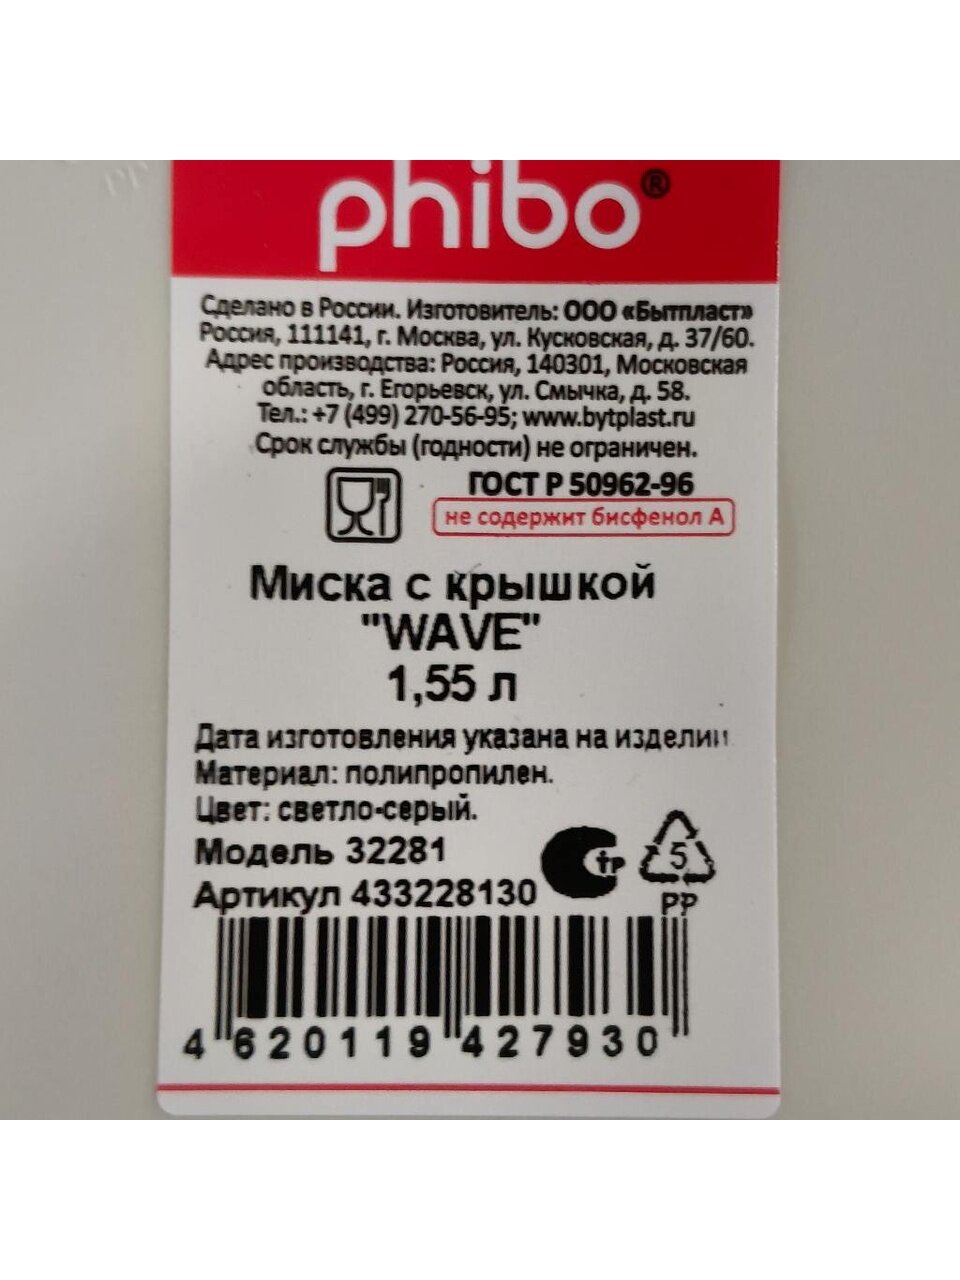 phibo®
Сделано в России. Изготовитель: ООО «Бытпласт»
Россия, 111141, г. Москва, ул. Кусковская, д. 37/60.
Адрес производства: Россия, 140301, Московская
область, г. Егорьевск, ул. Смычка, д. 58.
Тел.: +7 (499) 270-56-95; www.bytplast.ru
Срок службы (годности) не ограничен.
ГОСТ Р 50962-96
не содержит бисфенол А
Миска с крышкой
"WAVE"
1,55 л
Дата изготовления указана на изделии
Материал: полипропилен.
Цвет: светло-серый.
Модель 32281
Артикул 433228130
тр
5
PP
4 620119 427930